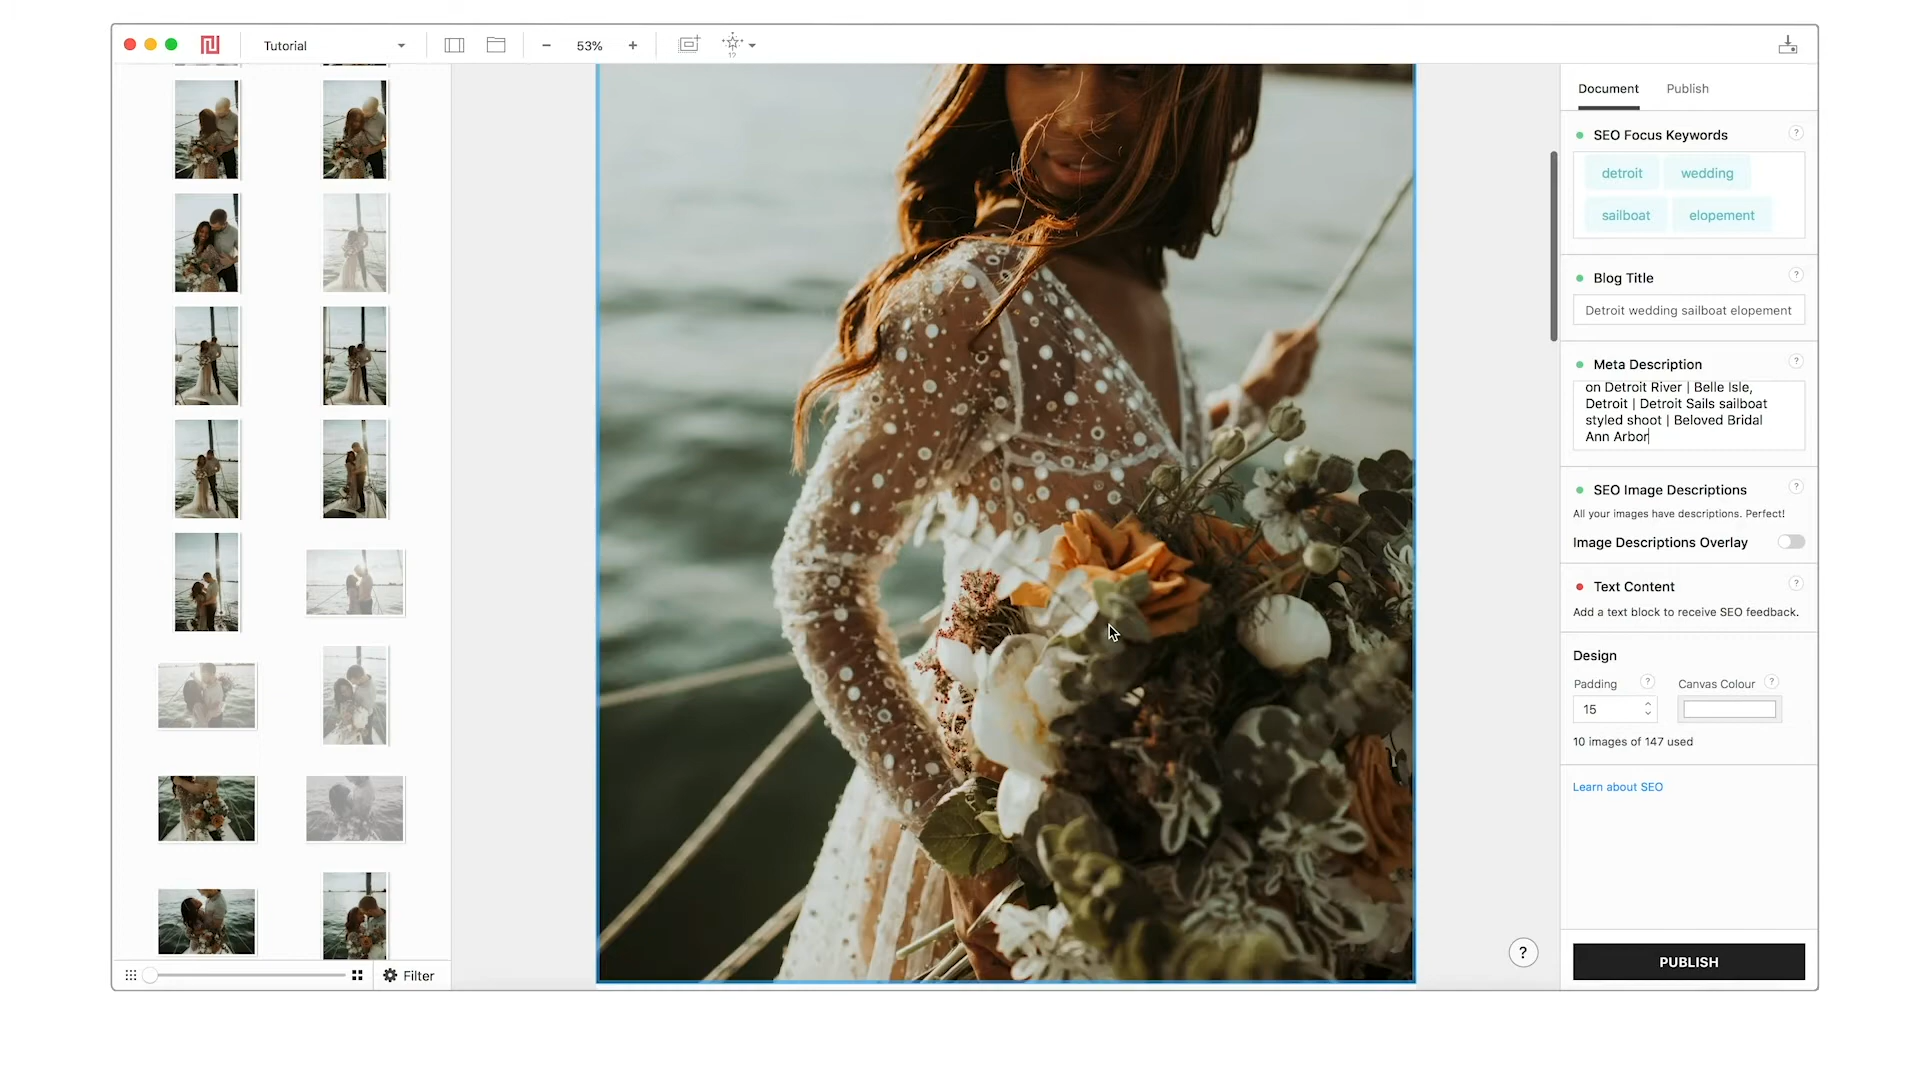 Tutorial
53%
1?
Document Publish
SEO Focus Keywords ?
detroit wedding
sailboat elopement
Blog Title ?
Detroit wedding sailboat elopement
Meta Description ?
on Detroit River | Belle Isle,
Detroit | Detroit Sails sailboat
styled shoot | Beloved Bridal
Ann Arbor
SEO Image Descriptions ?
All your images have descriptions. Perfect!
Image Descriptions Overlay
Text Content ?
Add a text block to receive SEO feedback.
Design
Padding ? Canvas Colour ?
15
10 images of 147 used
Learn about SEO
?
PUBLISH
Filter